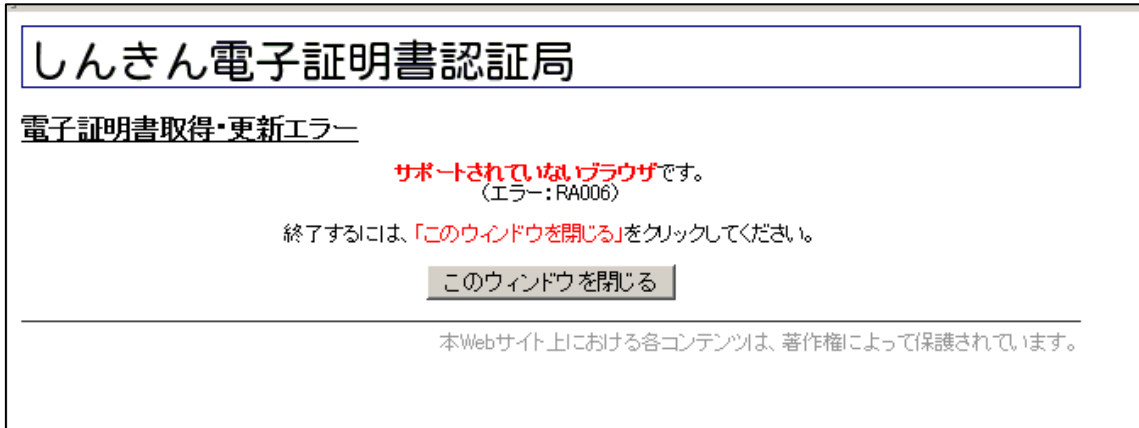 しんきん電子証明書認証局
電子証明書取得・更新エラー
サポートされていないブラウザです。
（エラー：RA006）
終了するには、「このウィンドウを閉じる」をクリックしてください。
このウィンドウを閉じる
本Webサイト上における各コンテンツは、著作権によって保護されています。